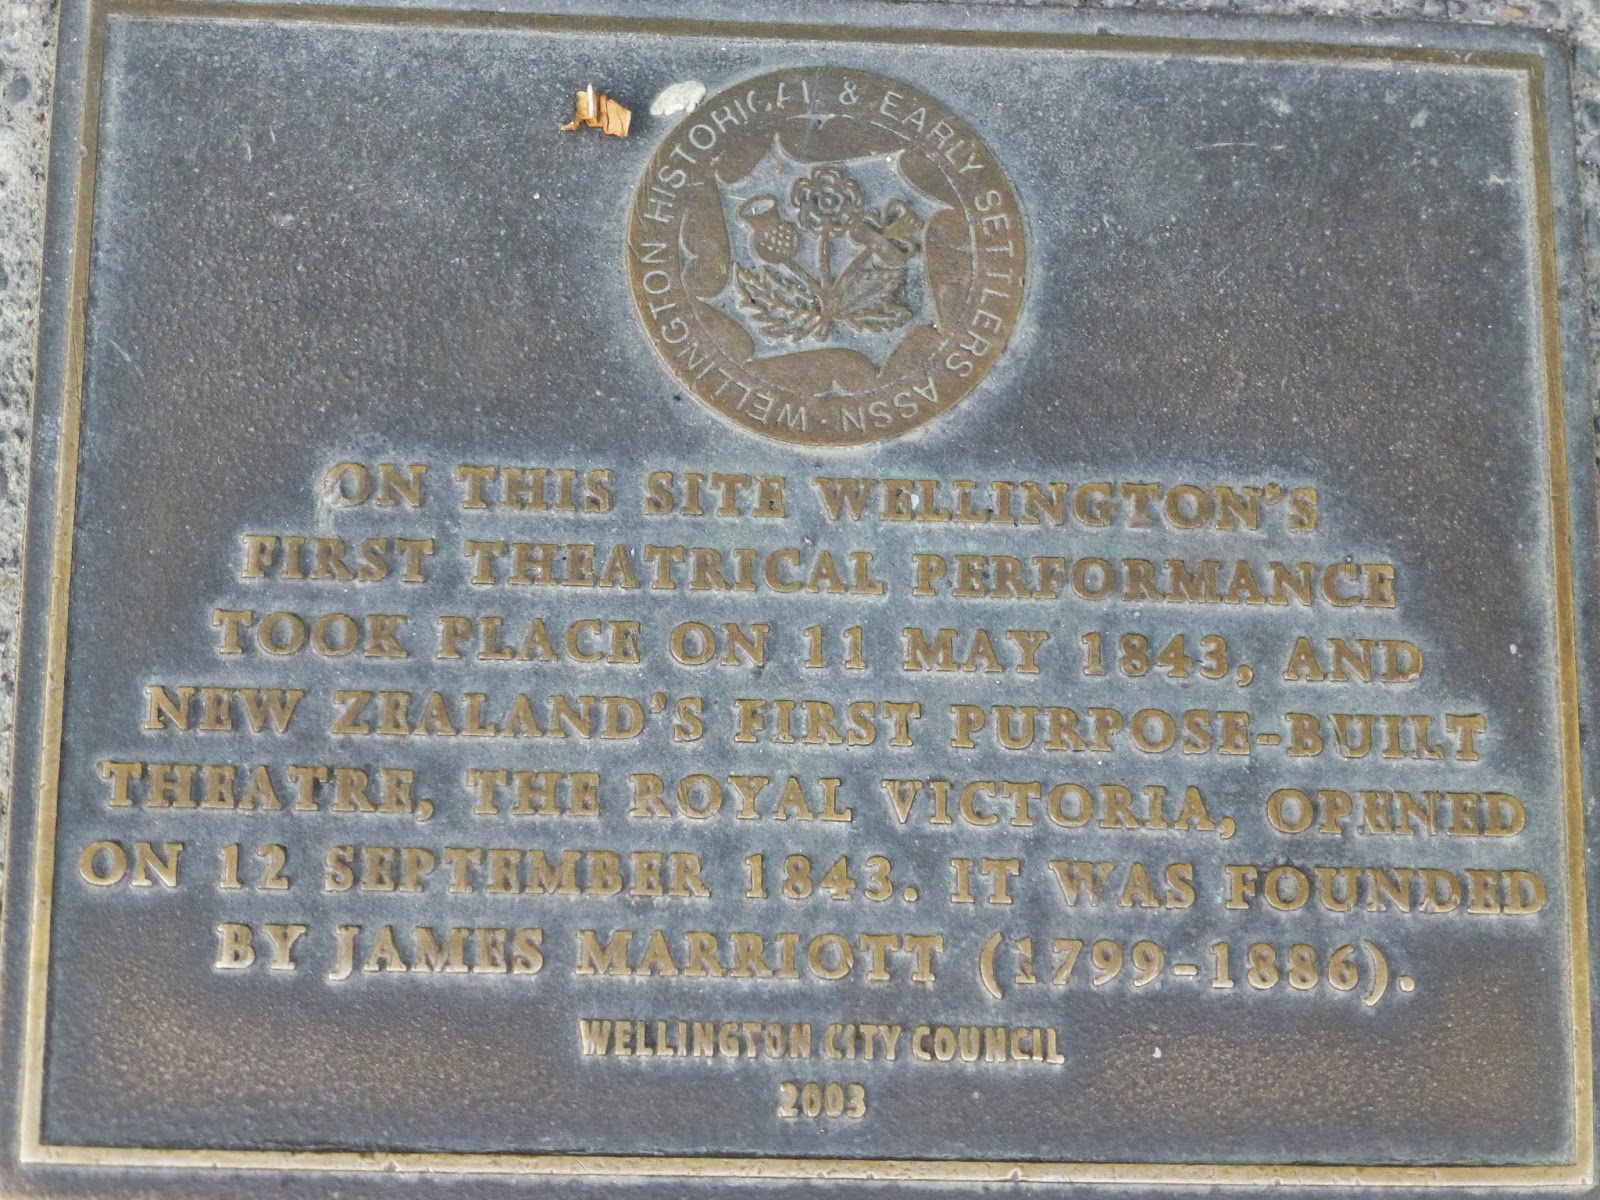 WELLINGTON HISTORICAL & EARLY SETTLERS ASSN·
ON THIS SITE WELLINGTON'S
FIRST THEATRICAL PERFORMANCE
TOOK PLACE ON 11 MAY 1843, AND
NEW ZEALAND'S FIRST PURPOSE-BUILT
THEATRE, THE ROYAL VICTORIA, OPENED
ON 12 SEPTEMBER 1843. IT WAS FOUNDED
BY JAMES MARRIOTT (1799-1886).
WELLINGTON CITY COUNCIL
2003